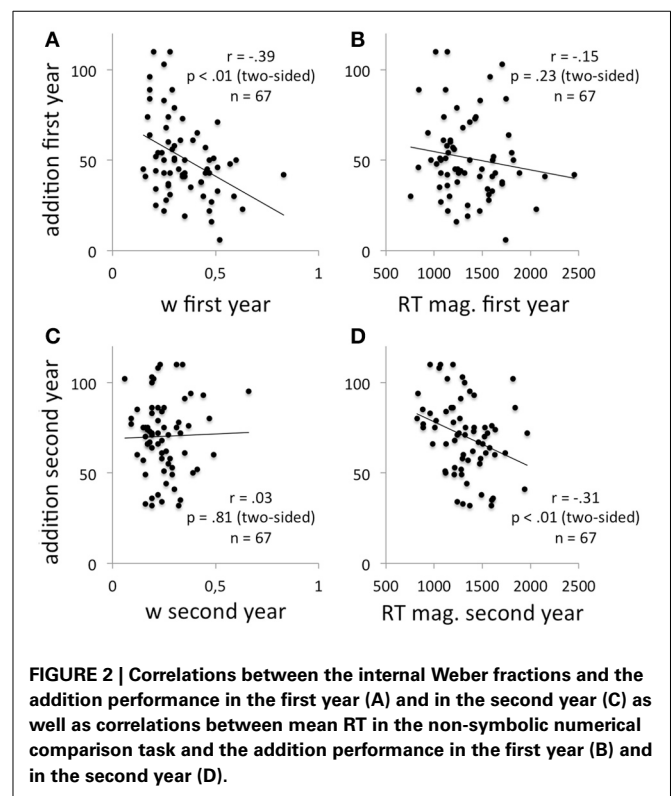 A
r = -.39
p < .01 (two-sided)
n = 67
100
50
0
addition first year
0
0,5
1
w first year
B
r = -.15
p = .23 (two-sided)
n = 67
100
50
0
500
1000
1500
2000
2500
RT mag. first year
C
100
50
0
addition second year
r = .03
p = .81 (two-sided)
n = 67
0
0,5
1
w second year
D
100
50
0
r = -.31
p < .01 (two-sided)
n = 67
500
1000
1500
2000
2500
RT mag. second year
FIGURE 2 | Correlations between the internal Weber fractions and the
addition performance in the first year (A) and in the second year (C) as
well as correlations between mean RT in the non-symbolic numerical
comparison task and the addition performance in the first year (B) and
in the second year (D).